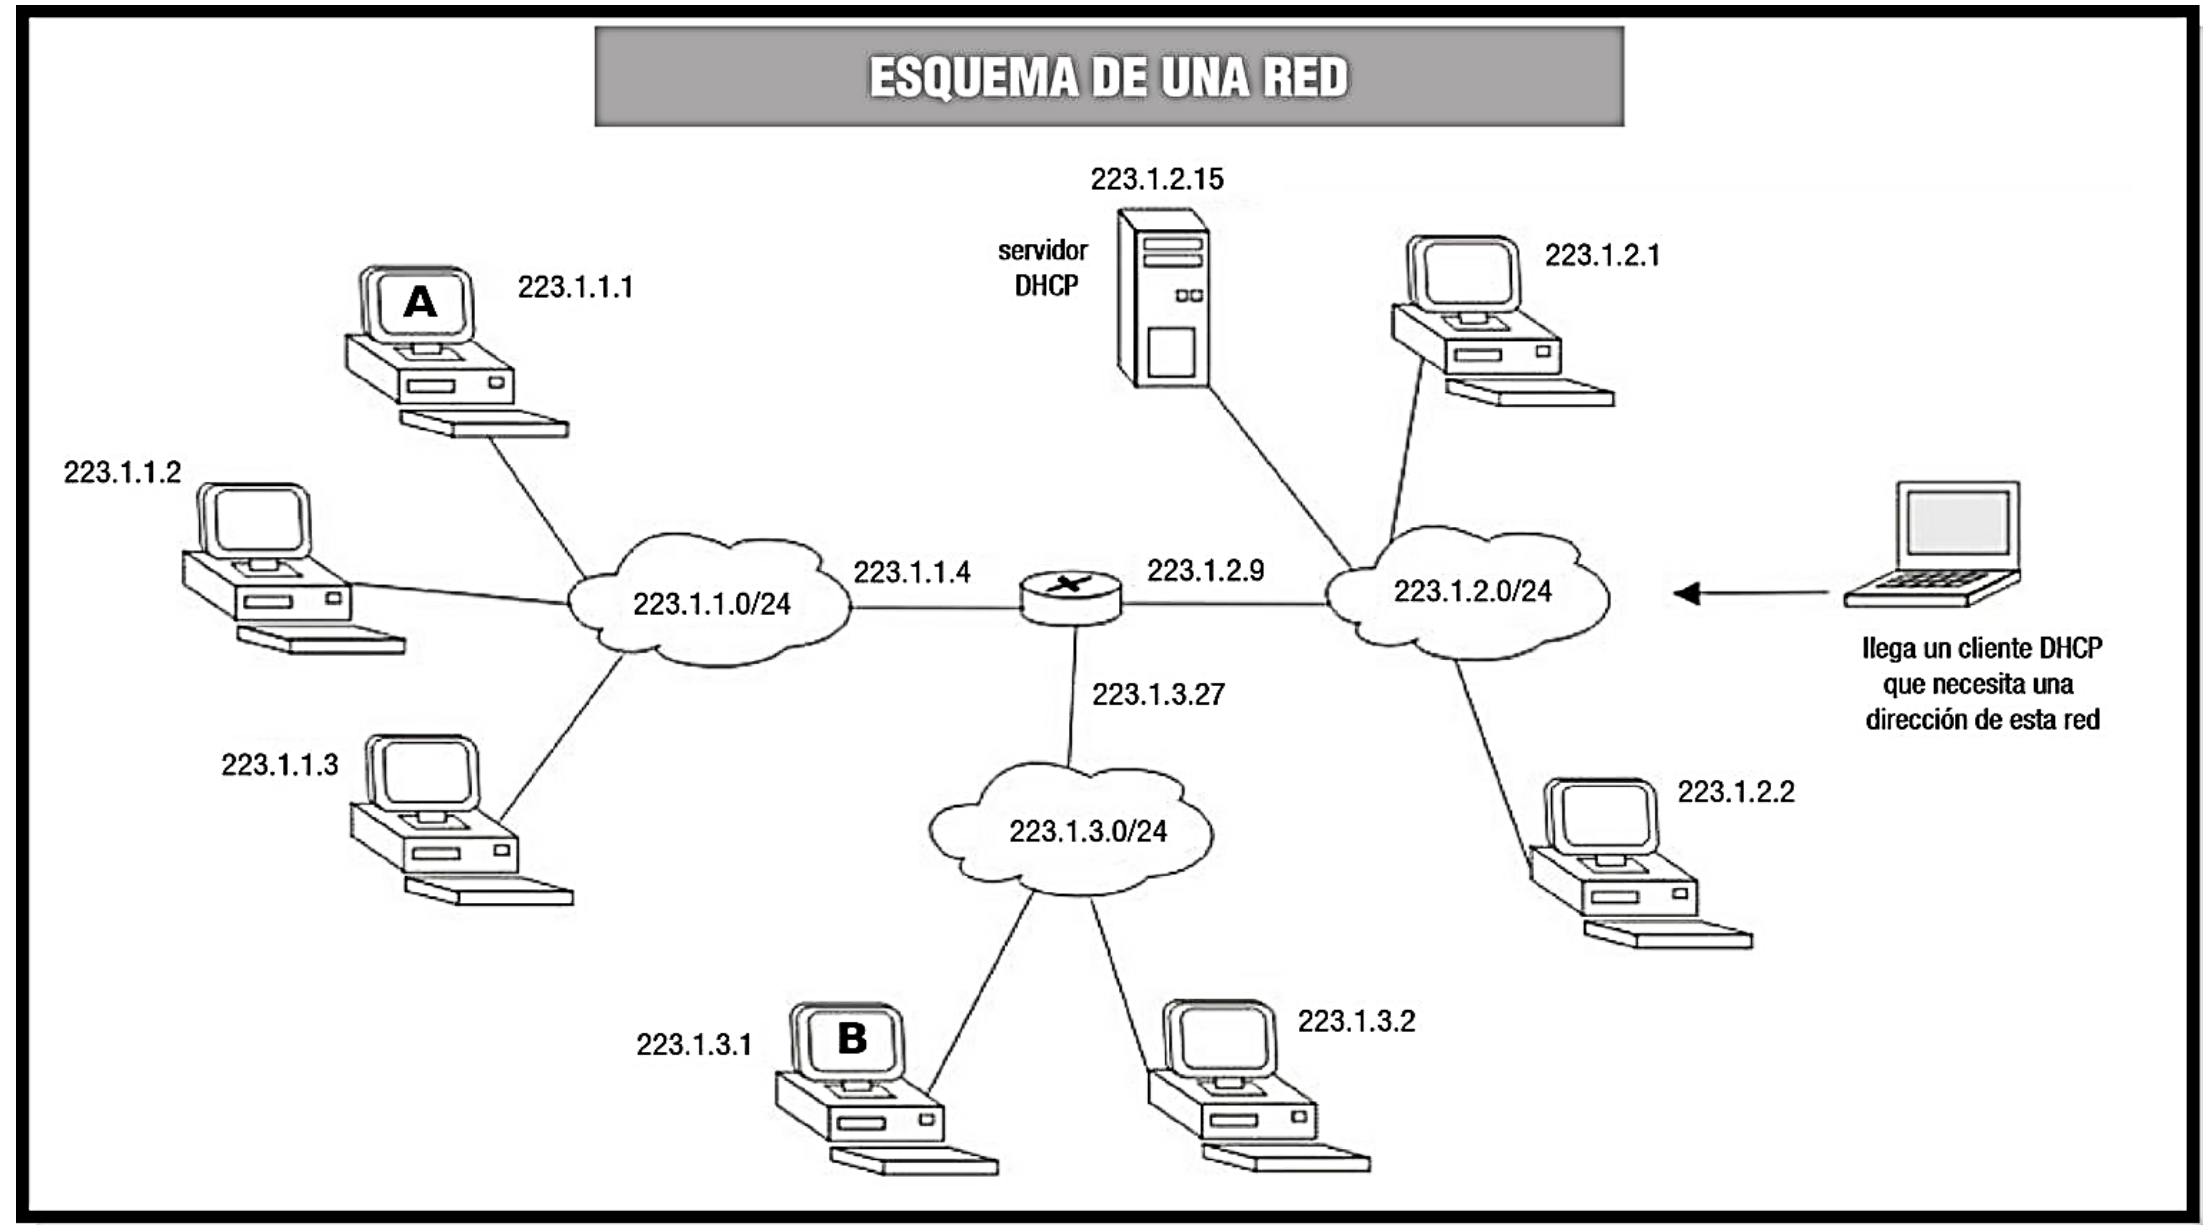 ESQUEMA DE UNA RED
223.1.2.15
servidor
DHCP
223.1.2.1
A
223.1.1.1
223.1.1.2
223.1.1.4
223.1.2.9
223.1.1.0/24
223.1.2.0/24
llega un cliente DHCP
que necesita una
dirección de esta red
223.1.3.27
223.1.1.3
223.1.2.2
223.1.3.0/24
223.1.3.1
B
223.1.3.2